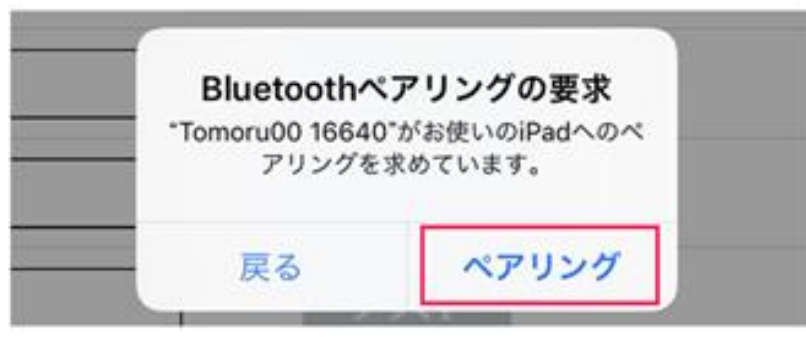 Bluetoothペアリングの要求
“Tomoru00 16640”がお使いのiPadへのペ
アリングを求めています。
戻る
ペアリング